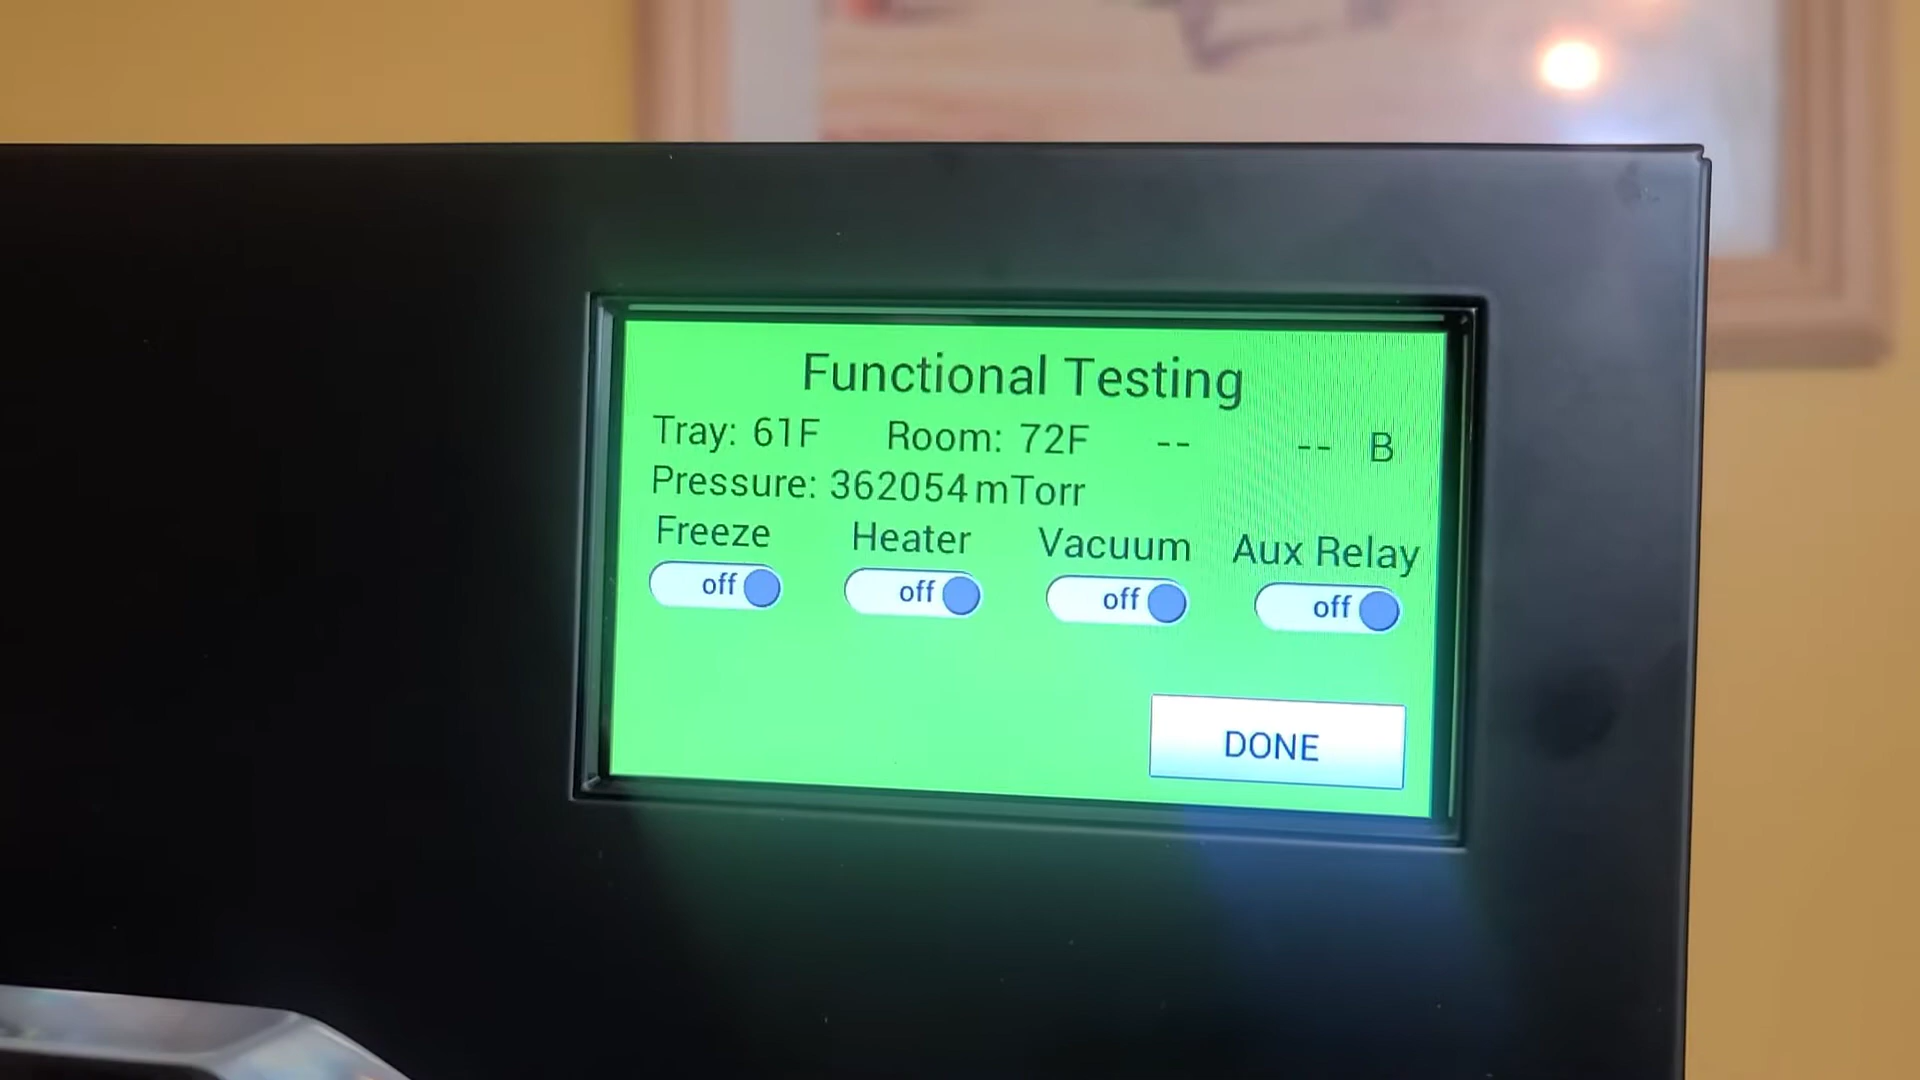 Functional Testing
Tray: 61F Room: 72F -- -- B
Pressure: 362054 mTorr
Freeze Heater Vacuum Aux Relay
off off off off
DONE